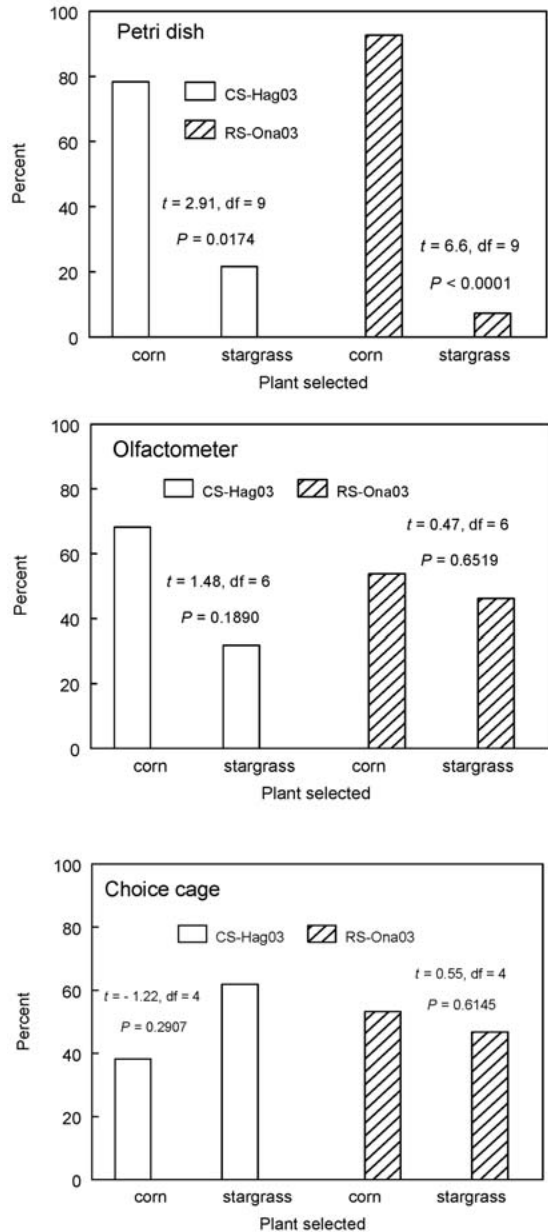 Petri dish
100
80
60
40
20
0
Percent
CS-Hag03
RS-Ona03
t = 2.91, df = 9
P = 0.0174
t = 6.6, df = 9
P < 0.0001
corn stargrass corn stargrass
Plant selected
Olfactometer
100
80
60
40
20
0
Percent
CS-Hag03 RS-Ona03
t = 1.48, df = 6
P = 0.1890
t = 0.47, df = 6
P = 0.6519
corn stargrass corn stargrass
Plant selected
Choice cage
100
80
60
40
20
0
Percent
CS-Hag03 RS-Ona03
t = - 1.22, df = 4
P = 0.2907
t = 0.55, df = 4
P = 0.6145
corn stargrass corn stargrass
Plant selected